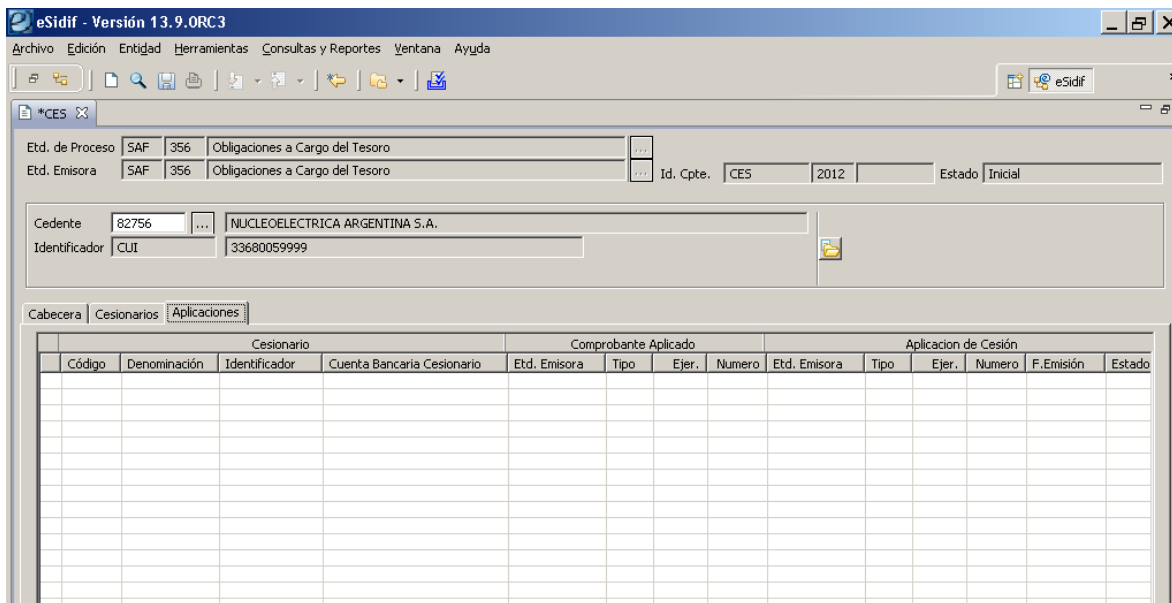 eSidif - Versión 13.9.0RC3
Archivo Edición Entidad Herramientas Consultas y Reportes Ventana Ayuda
eSidif
*CES
Etd. de Proceso SAF 356 Obligaciones a Cargo del Tesoro ...
Etd. Emisora SAF 356 Obligaciones a Cargo del Tesoro ... Id. Cpte. CES 2012 Estado Inicial
Cedente 82756 ... NUCLEOELECTRICA ARGENTINA S.A.
Identificador CUI 33680059999
Cabecera Cesionarios Aplicaciones
Cesionario Comprobante Aplicado Aplicacion de Cesión
Código Denominación Identificador Cuenta Bancaria Cesionario Etd. Emisora Tipo Ejer. Numero Etd. Emisora Tipo Ejer. Numero F.Emisión Estado